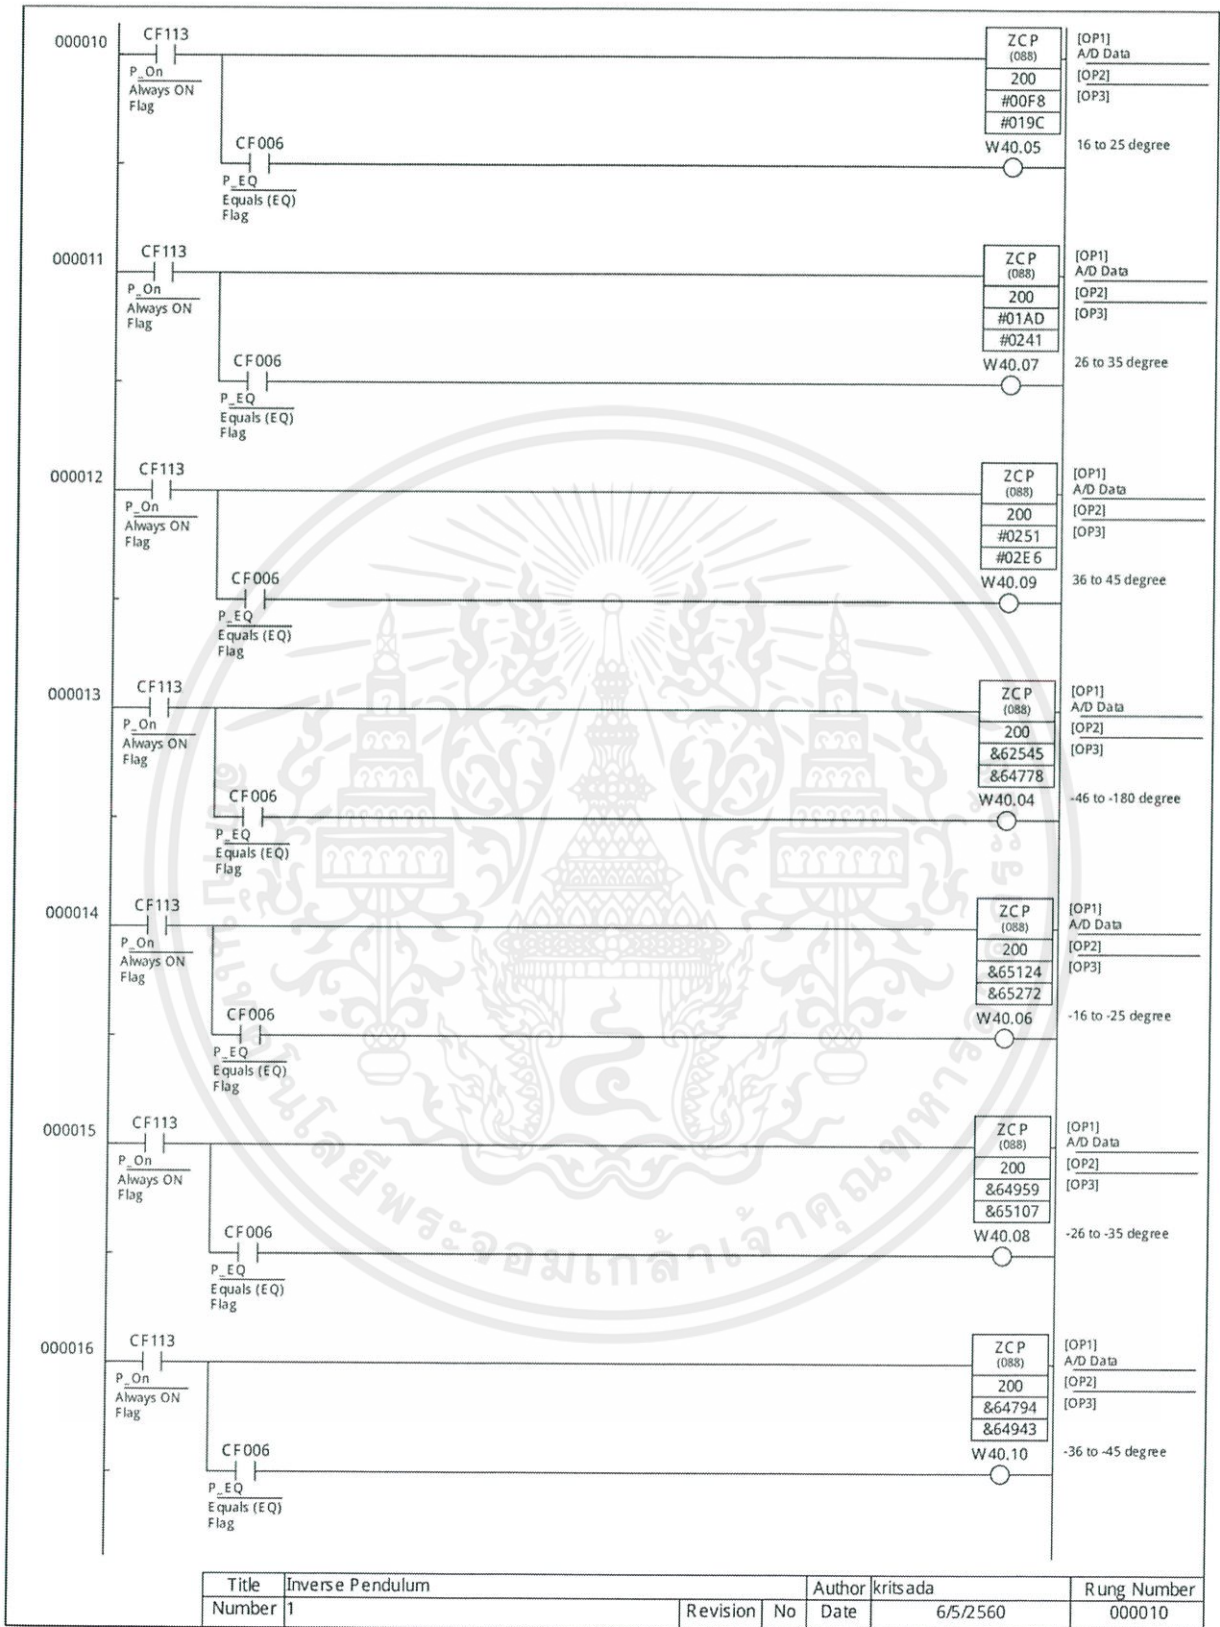 000010
CF113
P_On
Always ON
Flag
ZCP
(088)
200
#00F8
#019C
[OP1]
A/D Data
[OP2]
[OP3]
CF006
P_EQ
Equals (EQ)
Flag
W40.05
16 to 25 degree
000011
CF113
P_On
Always ON
Flag
ZCP
(088)
200
#01AD
#0241
[OP1]
A/D Data
[OP2]
[OP3]
CF006
P_EQ
Equals (EQ)
Flag
W40.07
26 to 35 degree
000012
CF113
P_On
Always ON
Flag
ZCP
(088)
200
#0251
#02E6
[OP1]
A/D Data
[OP2]
[OP3]
CF006
P_EQ
Equals (EQ)
Flag
W40.09
36 to 45 degree
000013
CF113
P_On
Always ON
Flag
ZCP
(088)
200
&62545
&64778
[OP1]
A/D Data
[OP2]
[OP3]
CF006
P_EQ
Equals (EQ)
Flag
W40.04
-46 to -180 degree
000014
CF113
P_On
Always ON
Flag
ZCP
(088)
200
&65124
&65272
[OP1]
A/D Data
[OP2]
[OP3]
CF006
P_EQ
Equals (EQ)
Flag
W40.06
-16 to -25 degree
000015
CF113
P_On
Always ON
Flag
ZCP
(088)
200
&64959
&65107
[OP1]
A/D Data
[OP2]
[OP3]
CF006
P_EQ
Equals (EQ)
Flag
W40.08
-26 to -35 degree
000016
CF113
P_On
Always ON
Flag
ZCP
(088)
200
&64794
&64943
[OP1]
A/D Data
[OP2]
[OP3]
CF006
P_EQ
Equals (EQ)
Flag
W40.10
-36 to -45 degree
Title Inverse Pendulum Author kritsada Rung Number
Number 1 Revision No Date 6/5/2560 000010